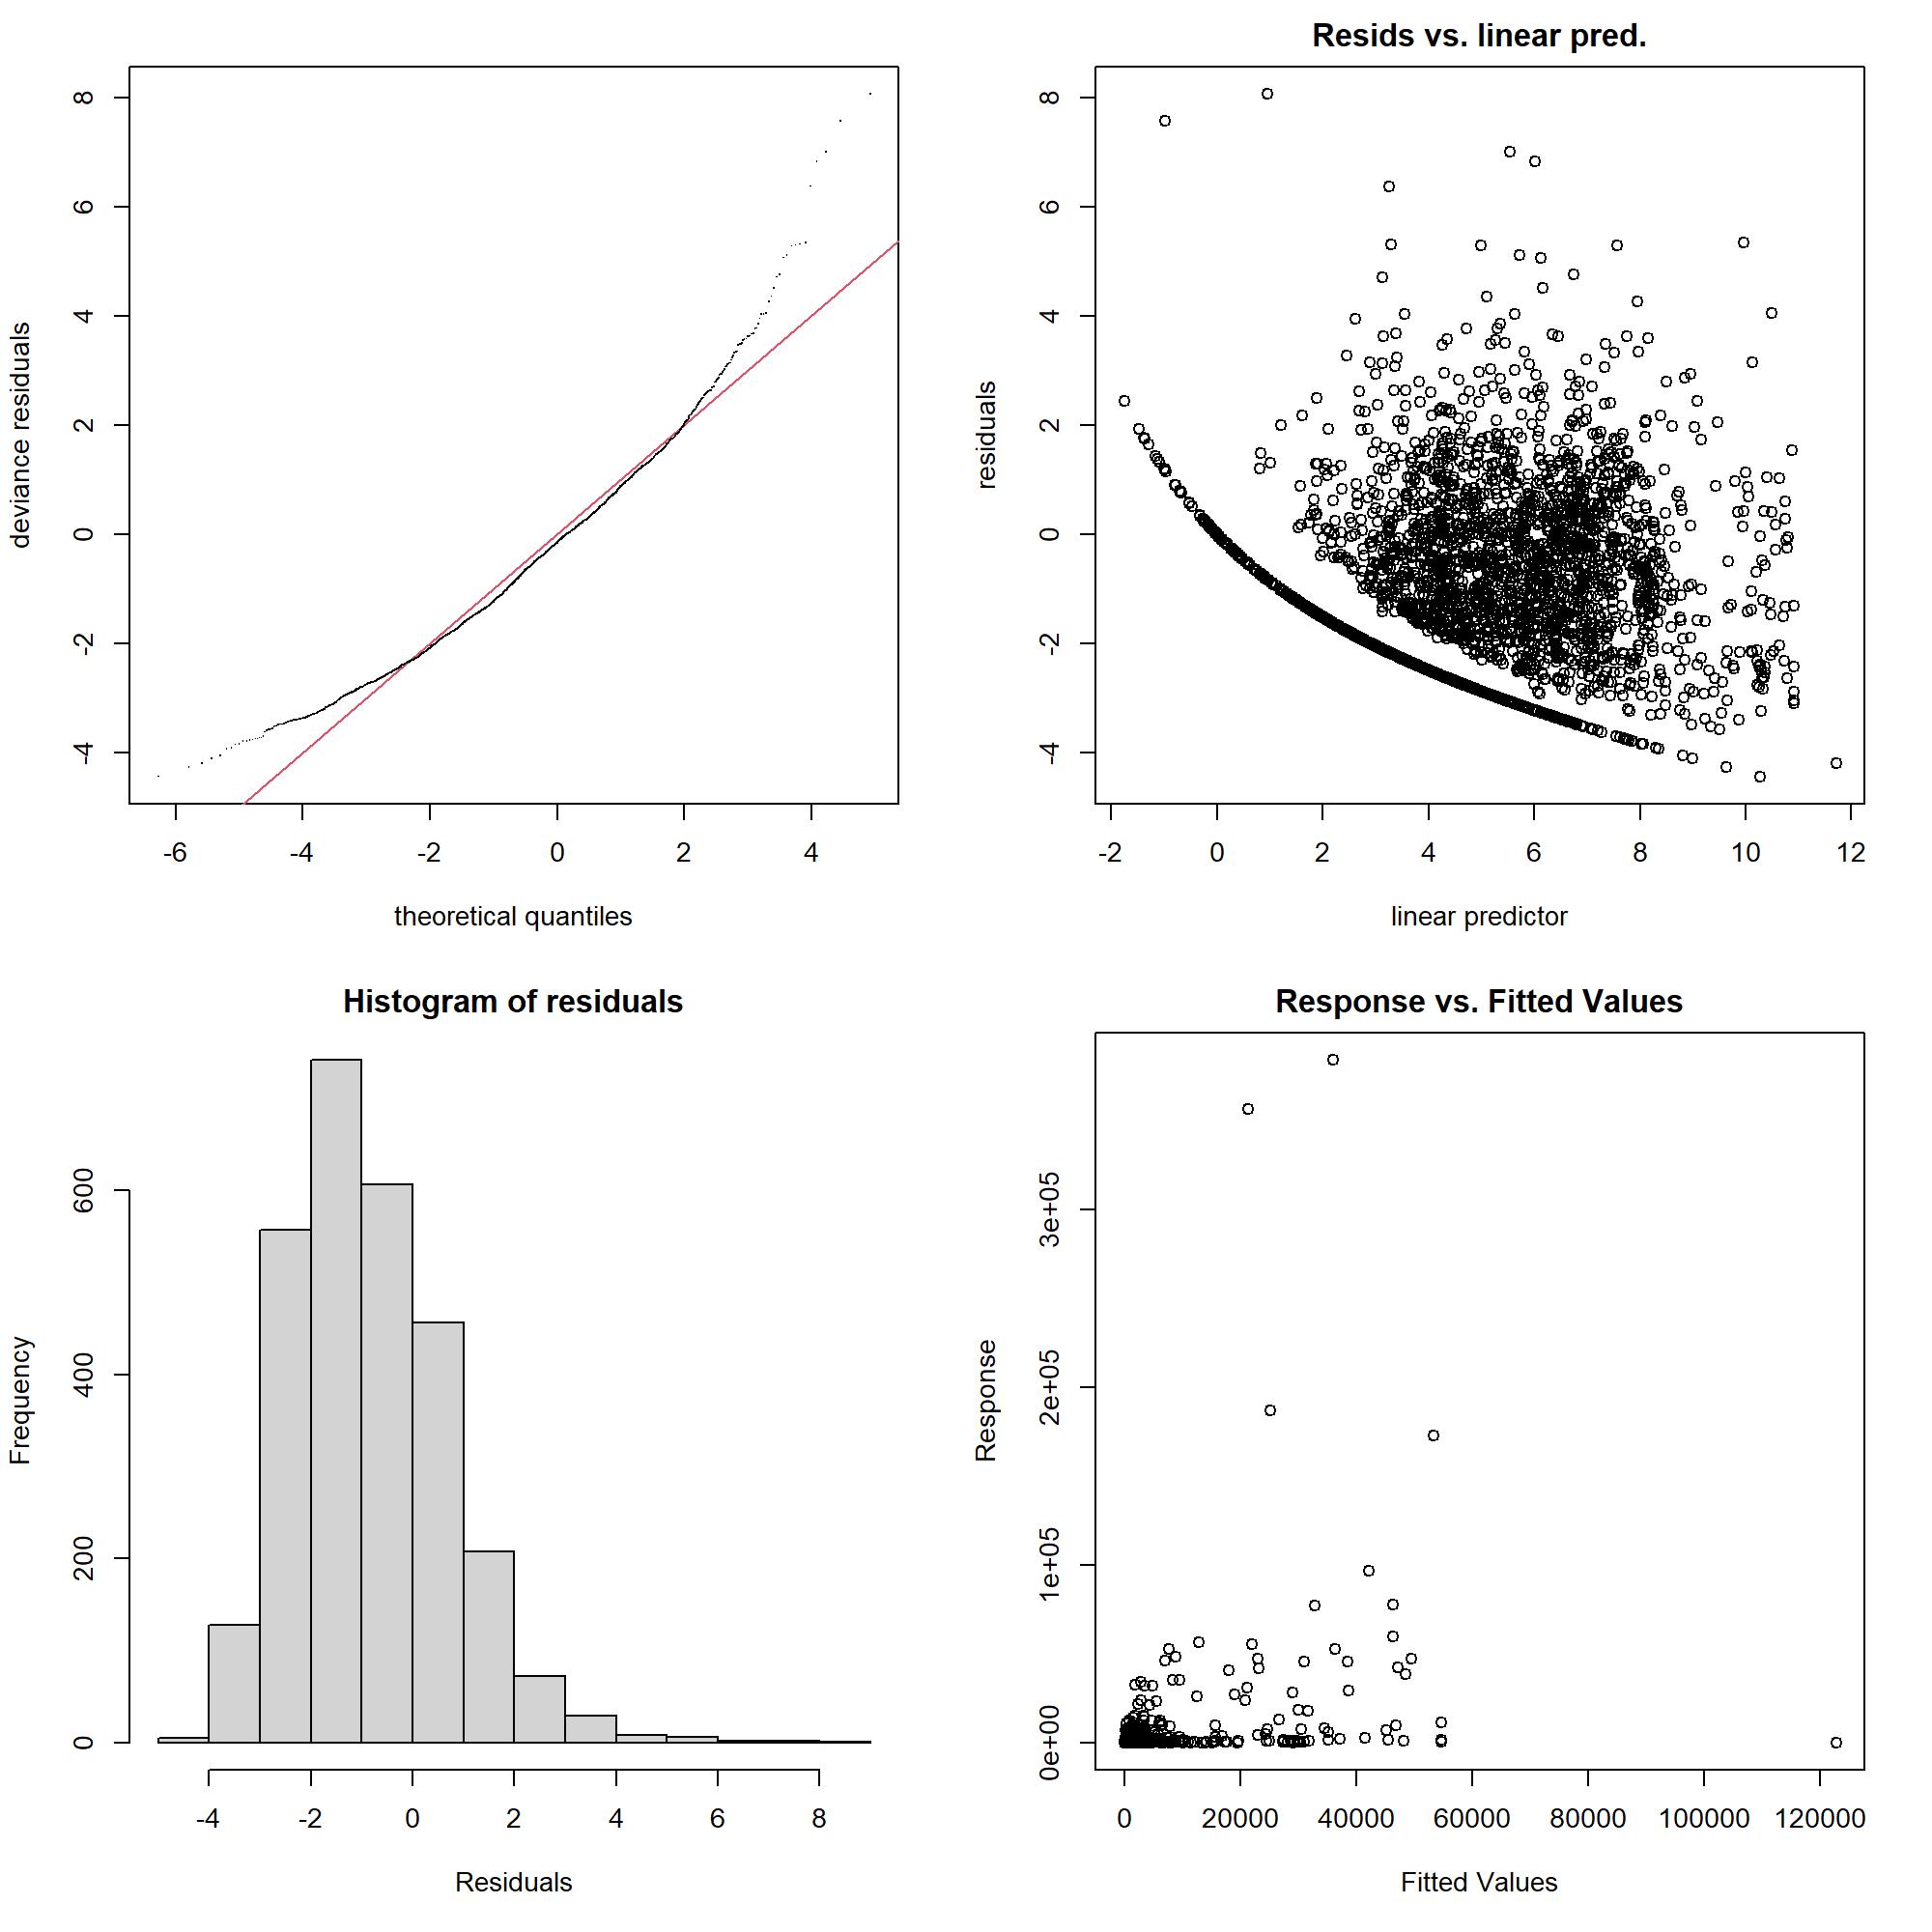 deviance residuals
8
6
4
2
0
-2
-4
-6 -4 -2 0 2 4
theoretical quantiles
Resids vs. linear pred.
residuals
8
6
4
2
0
-2
-4
-2 0 2 4 6 8 10 12
linear predictor
Histogram of residuals
Frequency
600
400
200
0
-4 -2 0 2 4 6 8
Residuals
Response vs. Fitted Values
Response
3e+05
2e+05
1e+05
0e+00
0 20000 40000 60000 80000 100000 120000
Fitted Values